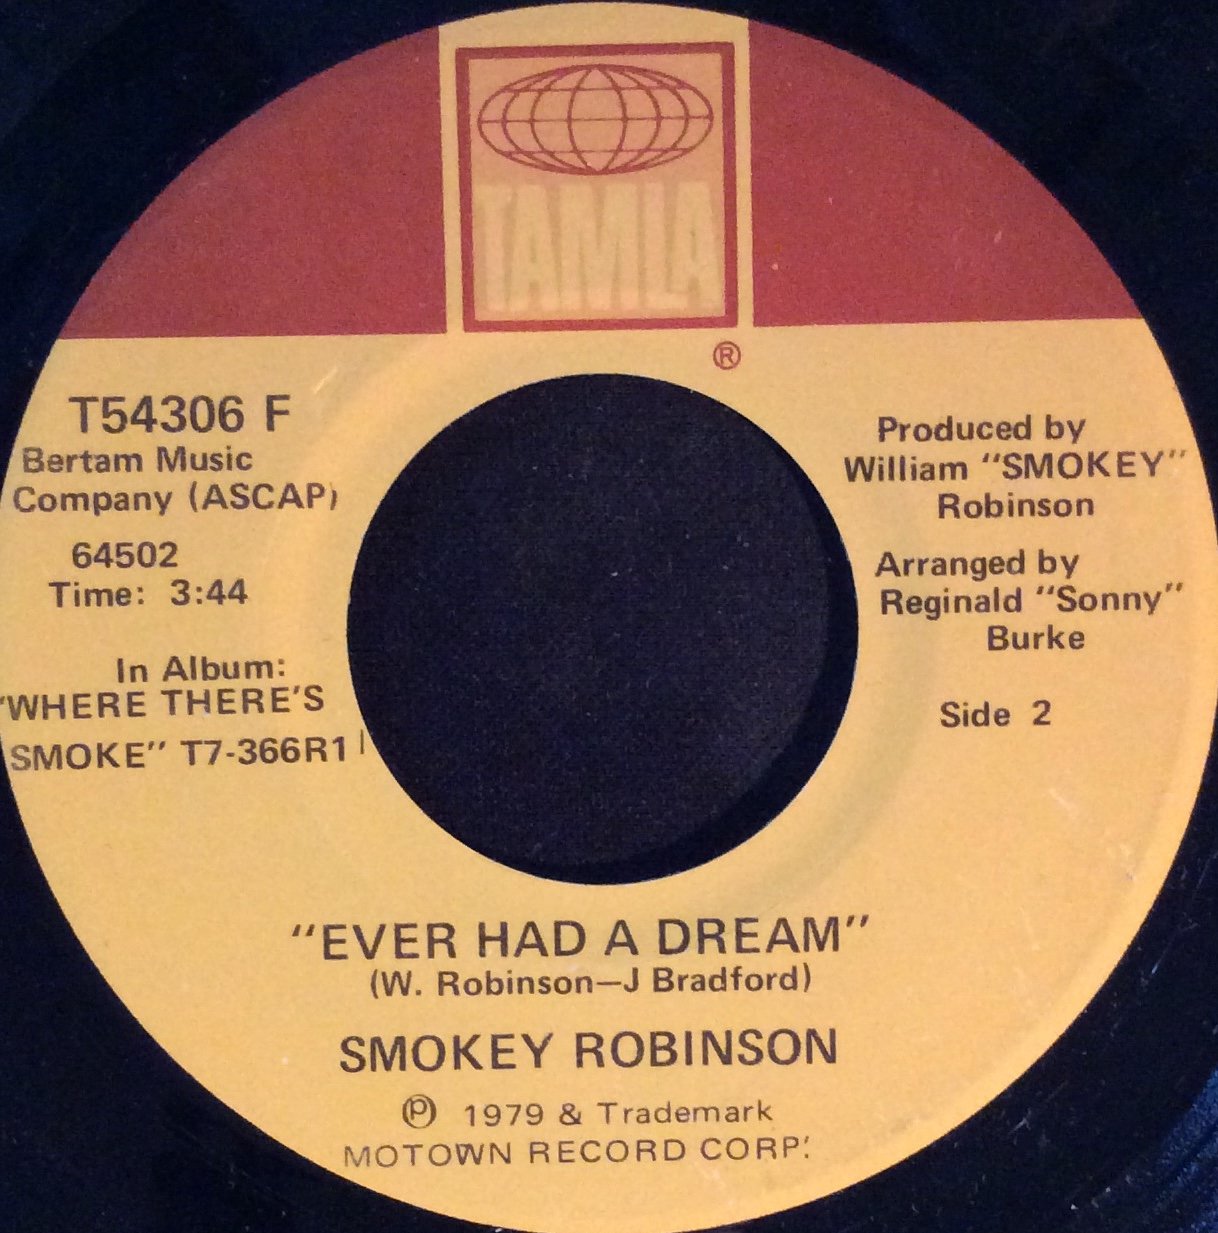 TAMLA
®
T54306 F
Bertam Music
Company (ASCAP)
64502
Time: 3:44
In Album:
"WHERE THERE'S
SMOKE" T7-366R1
Produced by
William "SMOKEY"
Robinson
Arranged by
Reginald "Sonny"
Burke
Side 2
"EVER HAD A DREAM"
(W. Robinson—J Bradford)
SMOKEY ROBINSON
℗ 1979 & Trademark
MOTOWN RECORD CORP.